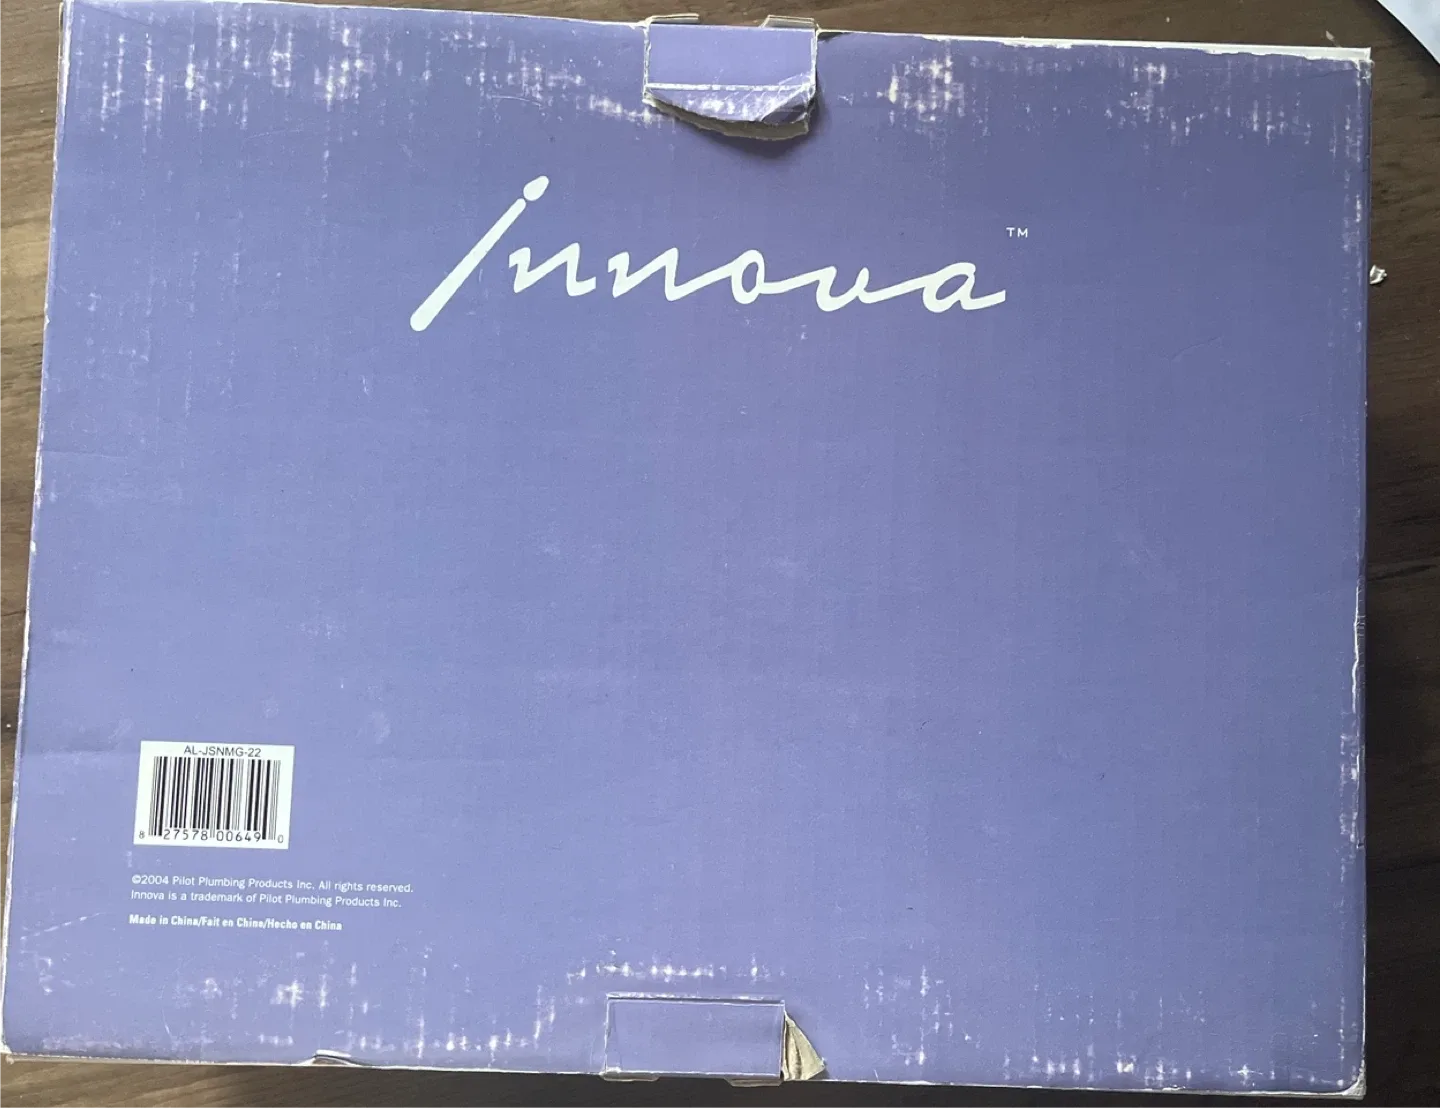 innova™
AL-JSNMG-22
8 27578 00649 0
©2004 Pilot Plumbing Products Inc. All rights reserved.
Innova is a trademark of Pilot Plumbing Products Inc.
Made in China/Fait en Chine/Hecho en China